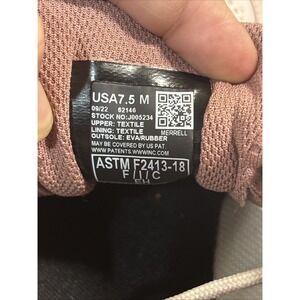 USA7.5 M
09/22 62146
STOCK NO:J005234
UPPER: TEXTILE
LINING: TEXTILE
OUTSOLE: EVA/RUBBER
MERRELL
MAY BE COVERED BY US PAT
WWW.PATENTS.WWWINC.COM
ASTM F2413-18
F/I/C
EH